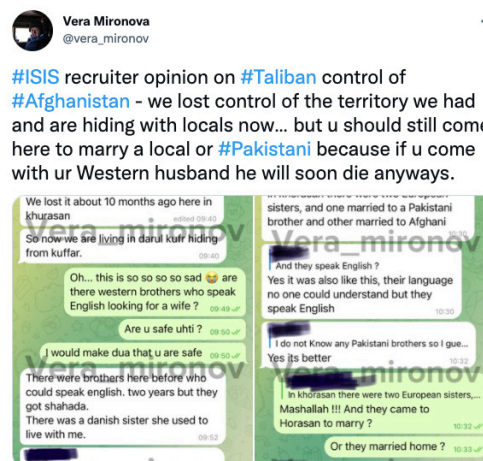 Vera Mironova
@vera_mironov
#ISIS recruiter opinion on #Taliban control of
#Afghanistan - we lost control of the territory we had
and are hiding with locals now... but u should still come
here to marry a local or #Pakistani because if u come
with ur Western husband he will soon die anyways.
We lost it about 10 months ago here in
khurasan
edited 09:40
So now we are living in darul kufr hiding
from kuffar.
09:40
Oh... this is so so so so sad 😭 are
there western brothers who speak
English looking for a wife ? 09:49
Are u safe uhti ? 09:50
I would make dua that u are safe 09:50
There were brothers here before who
could speak english. two years but they
got shahada.
There was a danish sister she used to
live with me.
09:52
sisters, and one married to a Pakistani
brother and other married to Afghani
10:30
And they speak English ?
Yes it was also like this, their language
no one could understand but they
speak English
10:30
I do not Know any Pakistani brothers so I gue...
Yes its better
10:32
In khorasan there were two European sisters,...
Mashallah !!! And they came to
Horasan to marry ?
10:32
Or they married home ? 10:33
Vera_mironov
Vera_mironov
Vera_mironov